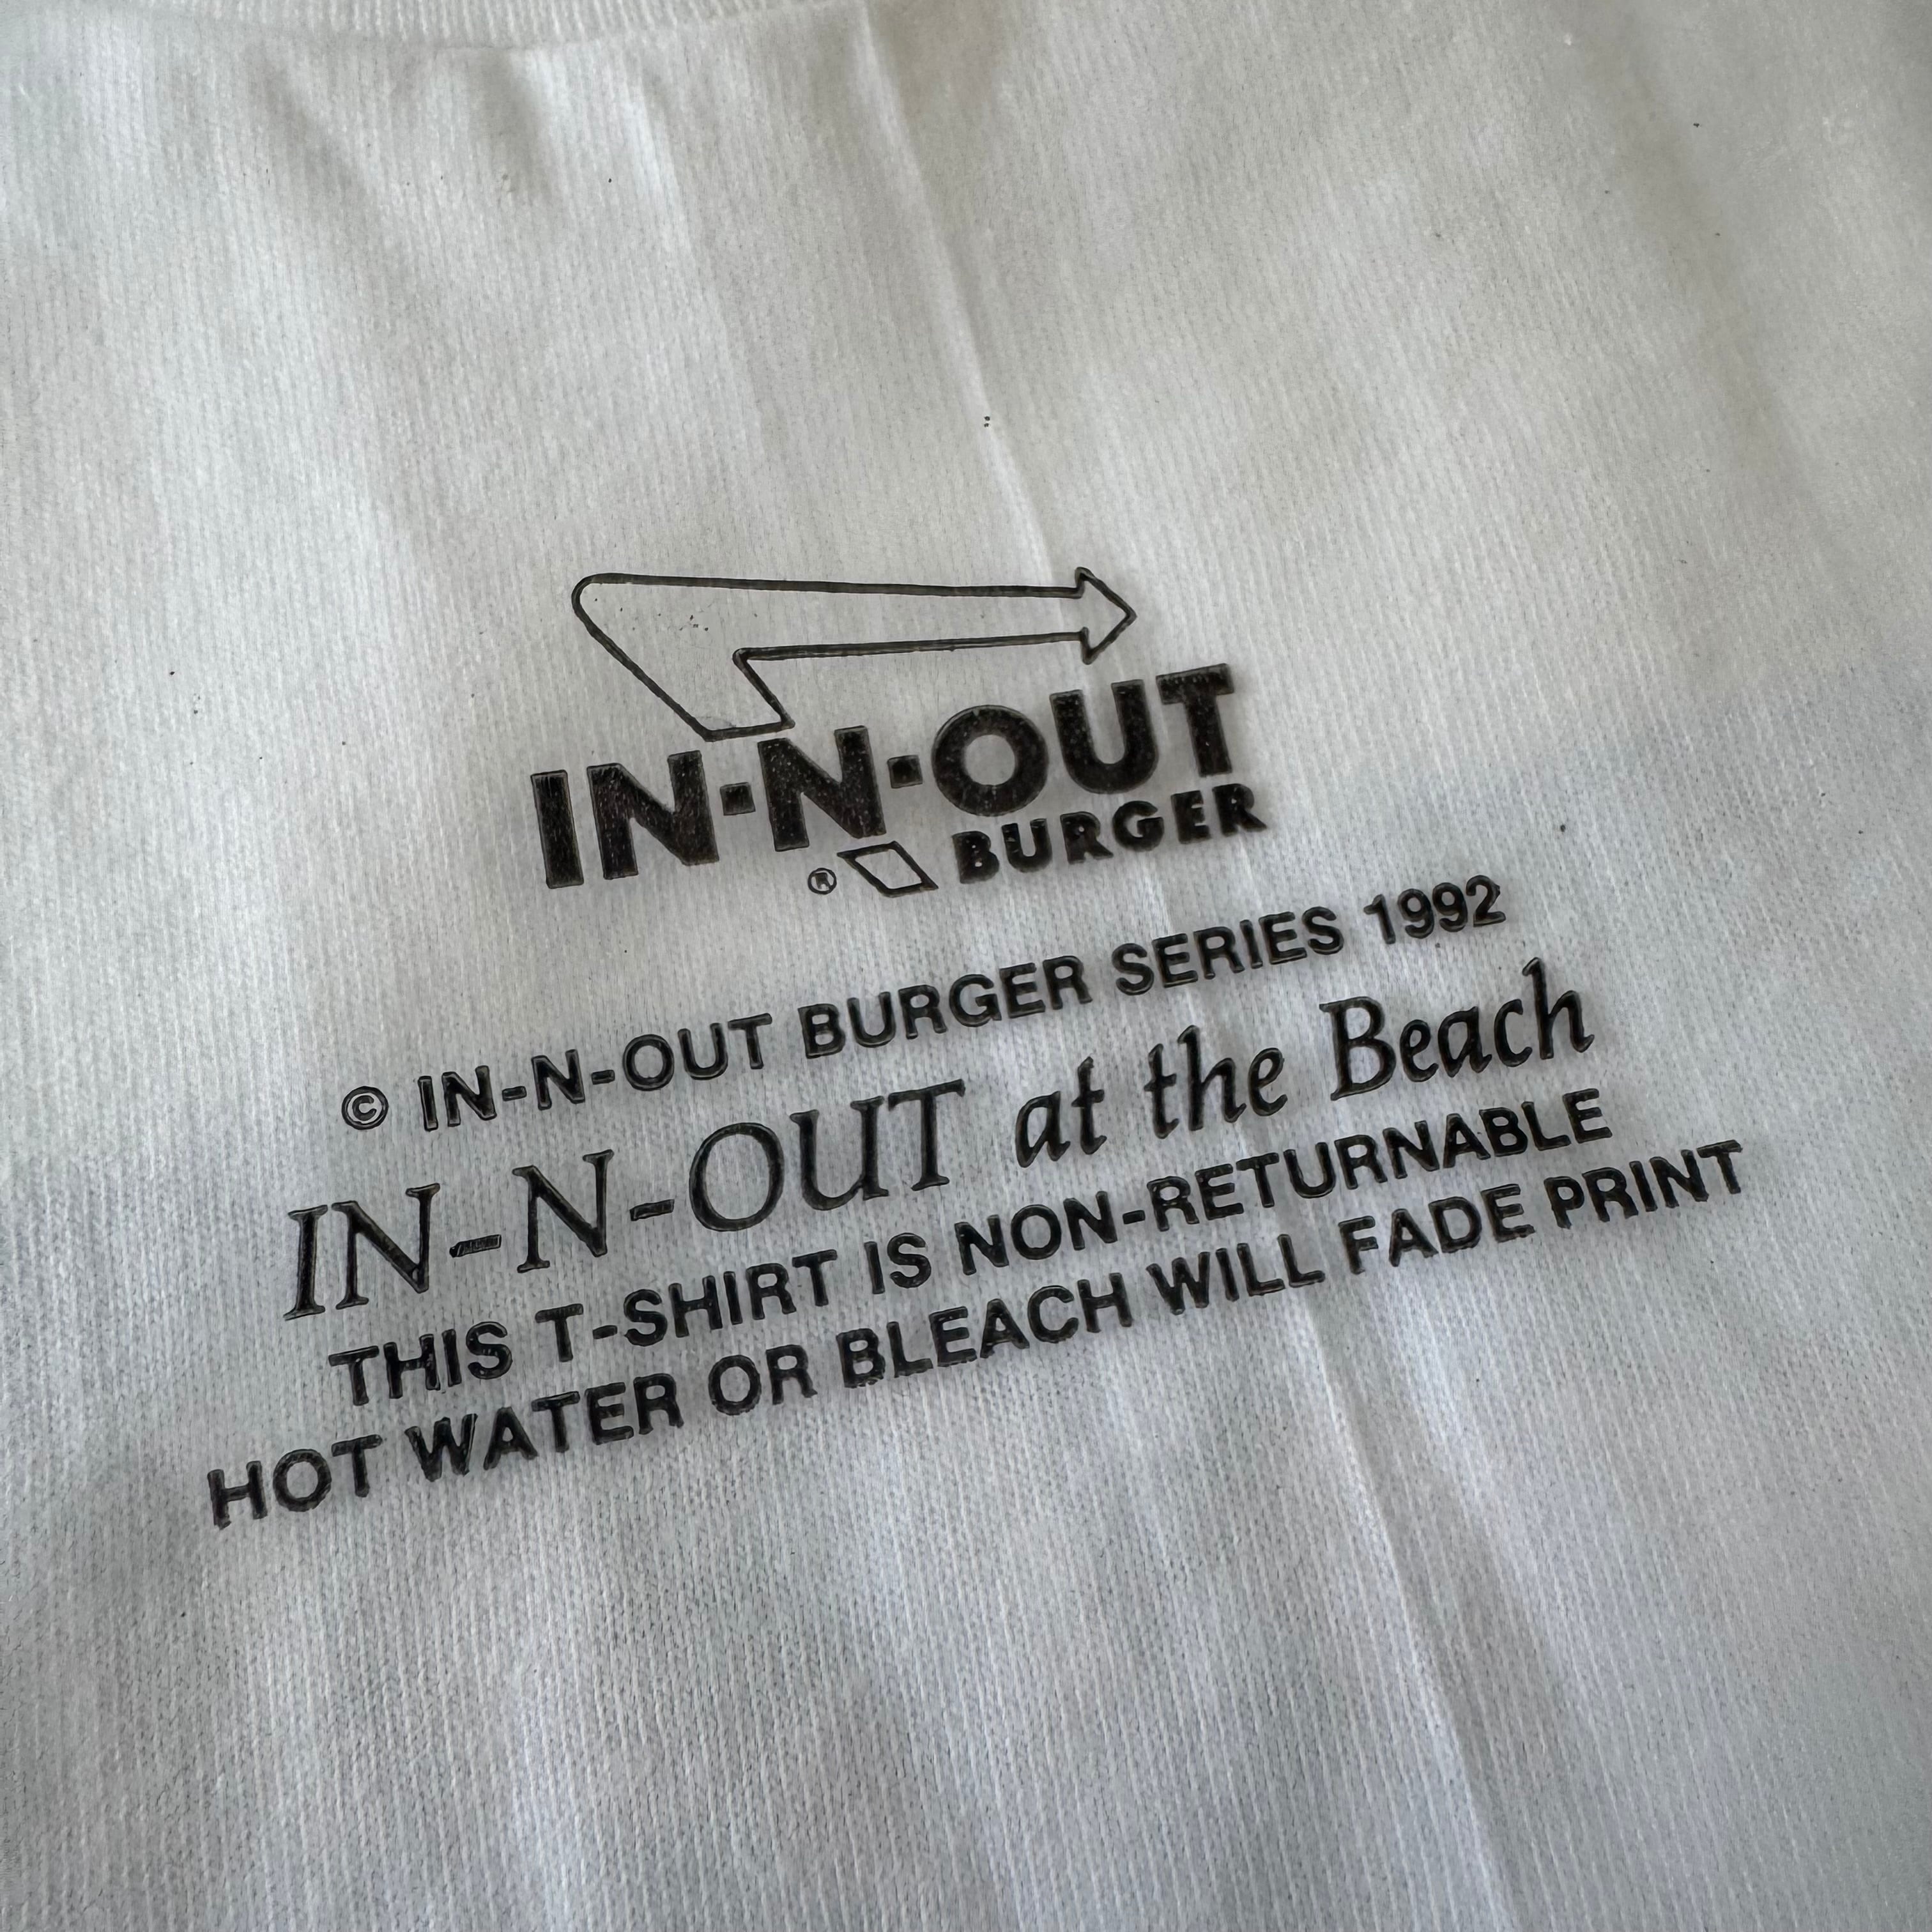 IN·N·OUT
® BURGER
© IN-N-OUT BURGER SERIES 1992
IN-N-OUT at the Beach
THIS T-SHIRT IS NON-RETURNABLE
HOT WATER OR BLEACH WILL FADE PRINT